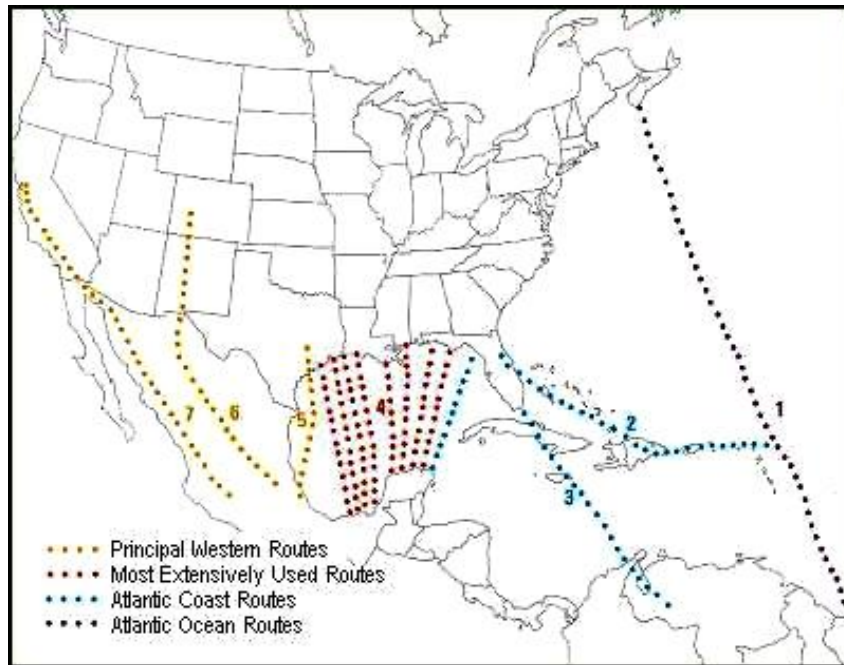 1
2
3
4
5
6
7
Principal Western Routes
Most Extensively Used Routes
Atlantic Coast Routes
Atlantic Ocean Routes